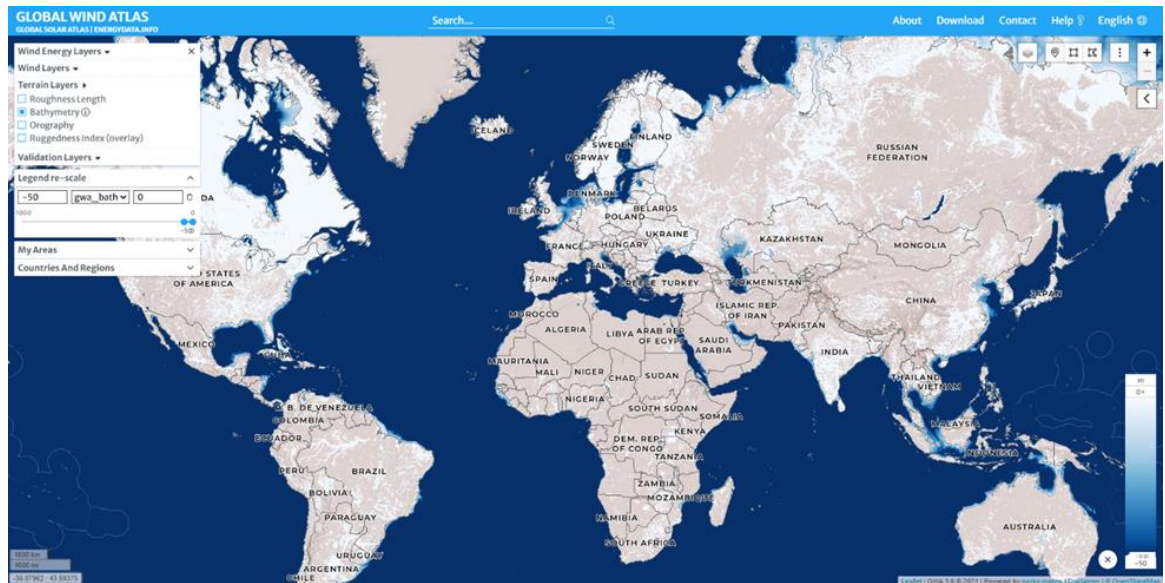 GLOBAL WIND ATLAS
GLOBAL SOLAR ATLAS | ENERGYDATA.INFO
Search...
About Download Contact Help English
Wind Energy Layers
Wind Layers
Terrain Layers
Roughness Length
Bathymetry
Orography
Ruggedness Index (overlay)
Validation Layers
Legend re-scale
-50 gwa_bath 0
My Areas
Countries And Regions
ICELAND
SWEDEN
FINLAND
NORWAY
RUSSIAN
FEDERATION
DENMARK
IRELAND
BELARUS
POLAND
UKRAINE
FRANCE
HUNGARY
KAZAKHSTAN
MONGOLIA
ITALY
STATES
OF AMERICA
SPAIN
GREECE
TURKEY
TURKMENISTAN
CHINA
JAPAN
ISLAMIC REP.
OF IRAN
MOROCCO
PAKISTAN
ALGERIA
LIBYA
ARAB REP.
OF EGYPT
SAUDI
ARABIA
MEXICO
CUBA
INDIA
MAURITANIA
MALI
NIGER
CHAD
SUDAN
THAILAND
VIETNAM
NIGERIA
R. B. DE VENEZUELA
SOUTH SUDAN
SOMALIA
COLOMBIA
MALAYSIA
ECUADOR
DEM. REP.
OF CONGO
KENYA
INDONESIA
TANZANIA
PERU
BRAZIL
ZAMBIA
BOLIVIA
MOZAMBIQUE
PARAGUAY
NAMIBIA
AUSTRALIA
SOUTH AFRICA
URUGUAY
ARGENTINA
CHILE
m
0+
-50
1000 km